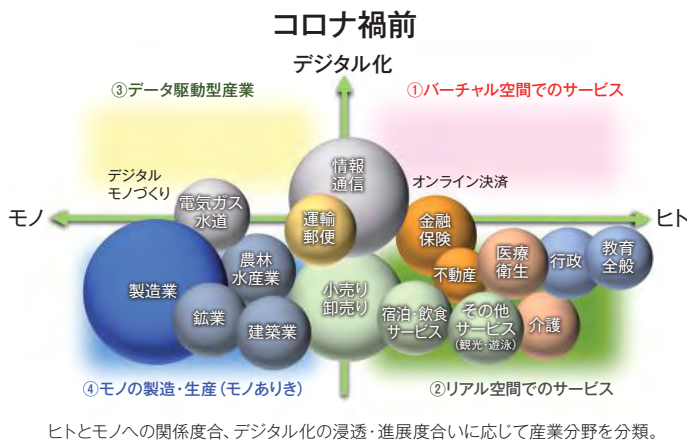 コロナ禍前
デジタル化
③データ駆動型産業
①バーチャル空間でのサービス
情報
通信
デジタル
モノづくり
オンライン決済
電気ガス
水道
モノ
運輸
郵便
金融
保険
ヒト
農林
水産業
医療
衛生
行政
教育
全般
製造業
不動産
小売り
卸売り
鉱業
建築業
宿泊・飲食
サービス
その他
サービス
(観光・遊泳)
介護
④モノの製造・生産(モノありき)
②リアル空間でのサービス
ヒトとモノへの関係度合、デジタル化の浸透・進展度合いに応じて産業分野を分類。